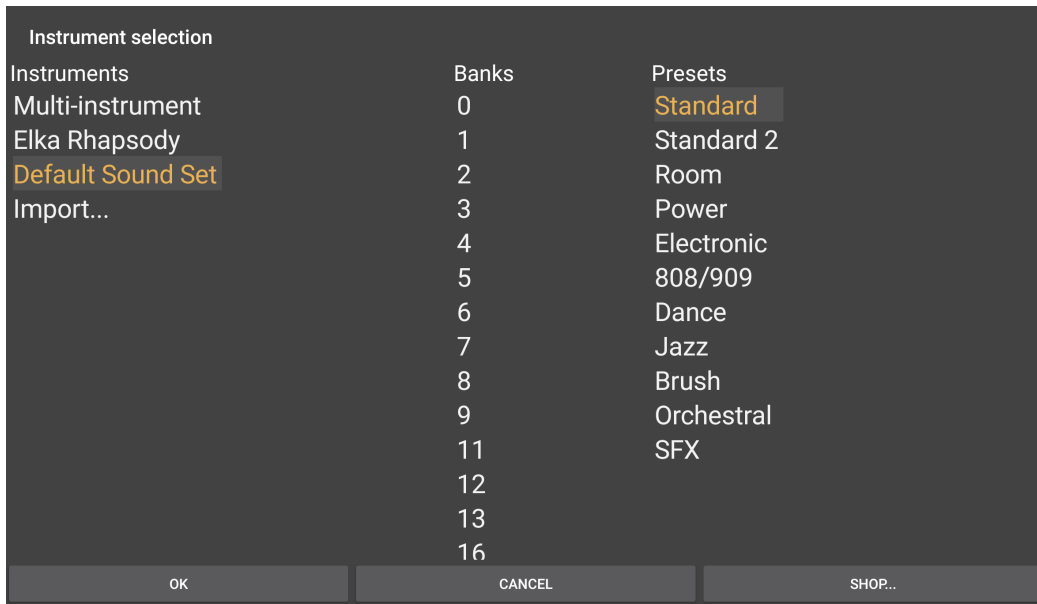 Instrument selection
Instruments
Multi-instrument
Elka Rhapsody
Default Sound Set
Import...
Banks
0
1
2
3
4
5
6
7
8
9
11
12
13
16
Presets
Standard
Standard 2
Room
Power
Electronic
808/909
Dance
Jazz
Brush
Orchestral
SFX
OK
CANCEL
SHOP...